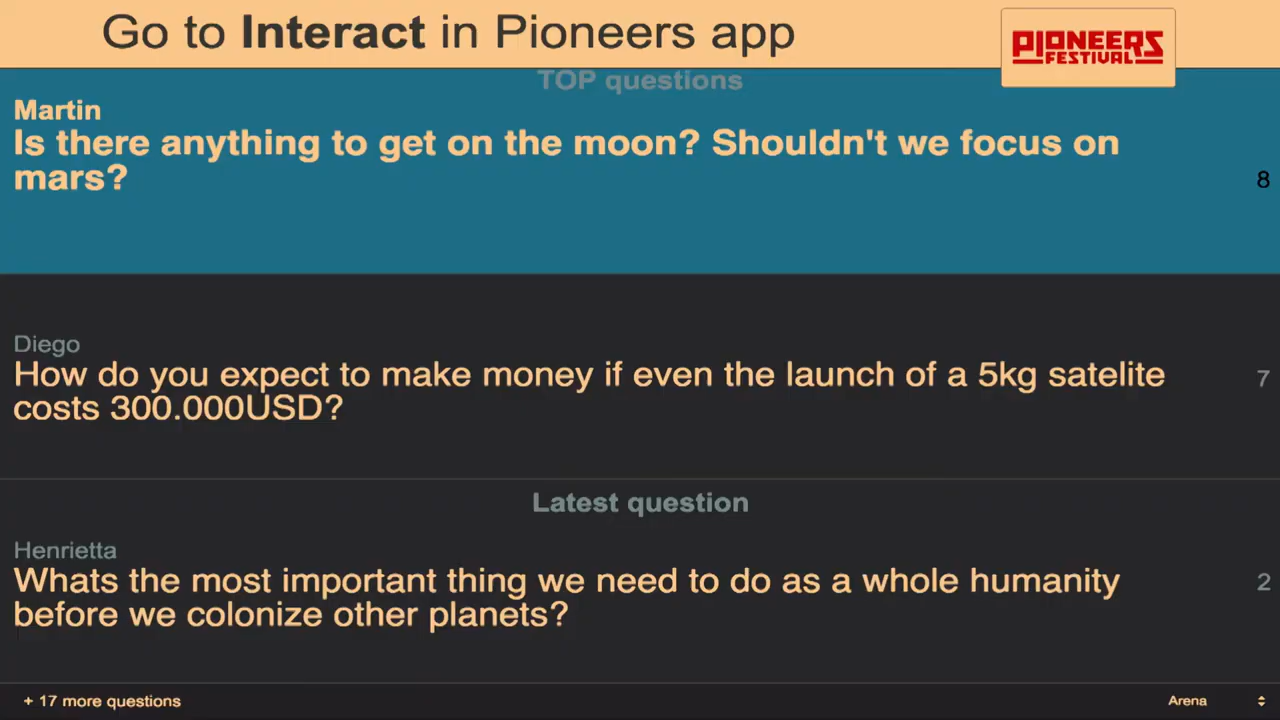 Go to Interact in Pioneers app
PIONEERS
FESTIVAL
TOP questions
Martin
Is there anything to get on the moon? Shouldn't we focus on
mars?
8
Diego
How do you expect to make money if even the launch of a 5kg satelite
costs 300.000USD?
7
Latest question
Henrietta
Whats the most important thing we need to do as a whole humanity
before we colonize other planets?
2
+ 17 more questions
Arena